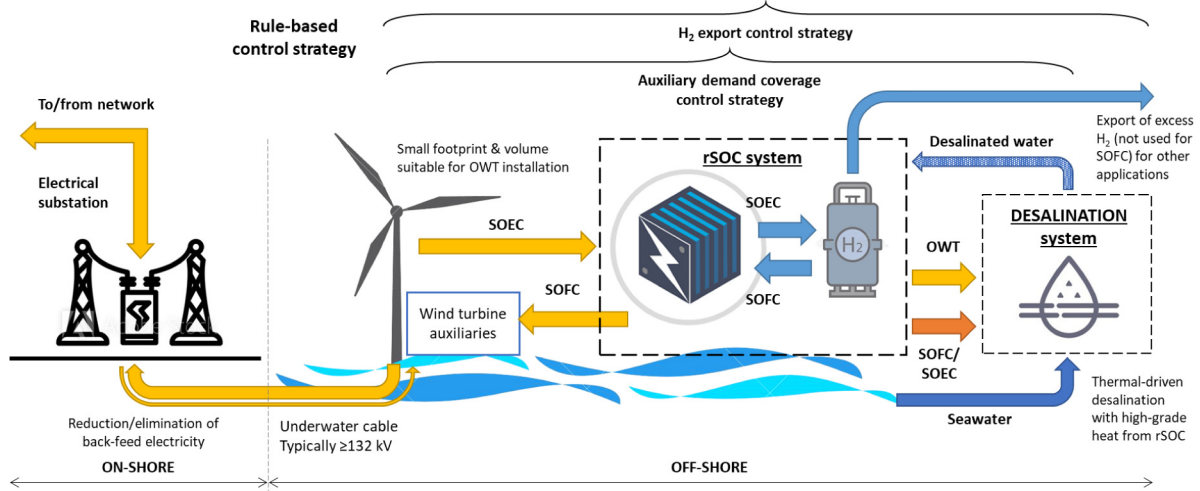 Rule-based
control strategy
H₂ export control strategy
Auxiliary demand coverage
control strategy
To/from network
Electrical
substation
Small footprint & volume
suitable for OWT installation
rSOC system
Desalinated water
Export of excess
H₂ (not used for
SOFC) for other
applications
SOEC
SOEC
H₂
DESALINATION
system
OWT
SOFC
SOFC
Wind turbine
auxiliaries
SOFC/
SOEC
Seawater
Thermal-driven
desalination
with high-grade
heat from rSOC
Reduction/elimination of
back-feed electricity
Underwater cable
Typically ≥132 kV
ON-SHORE
OFF-SHORE